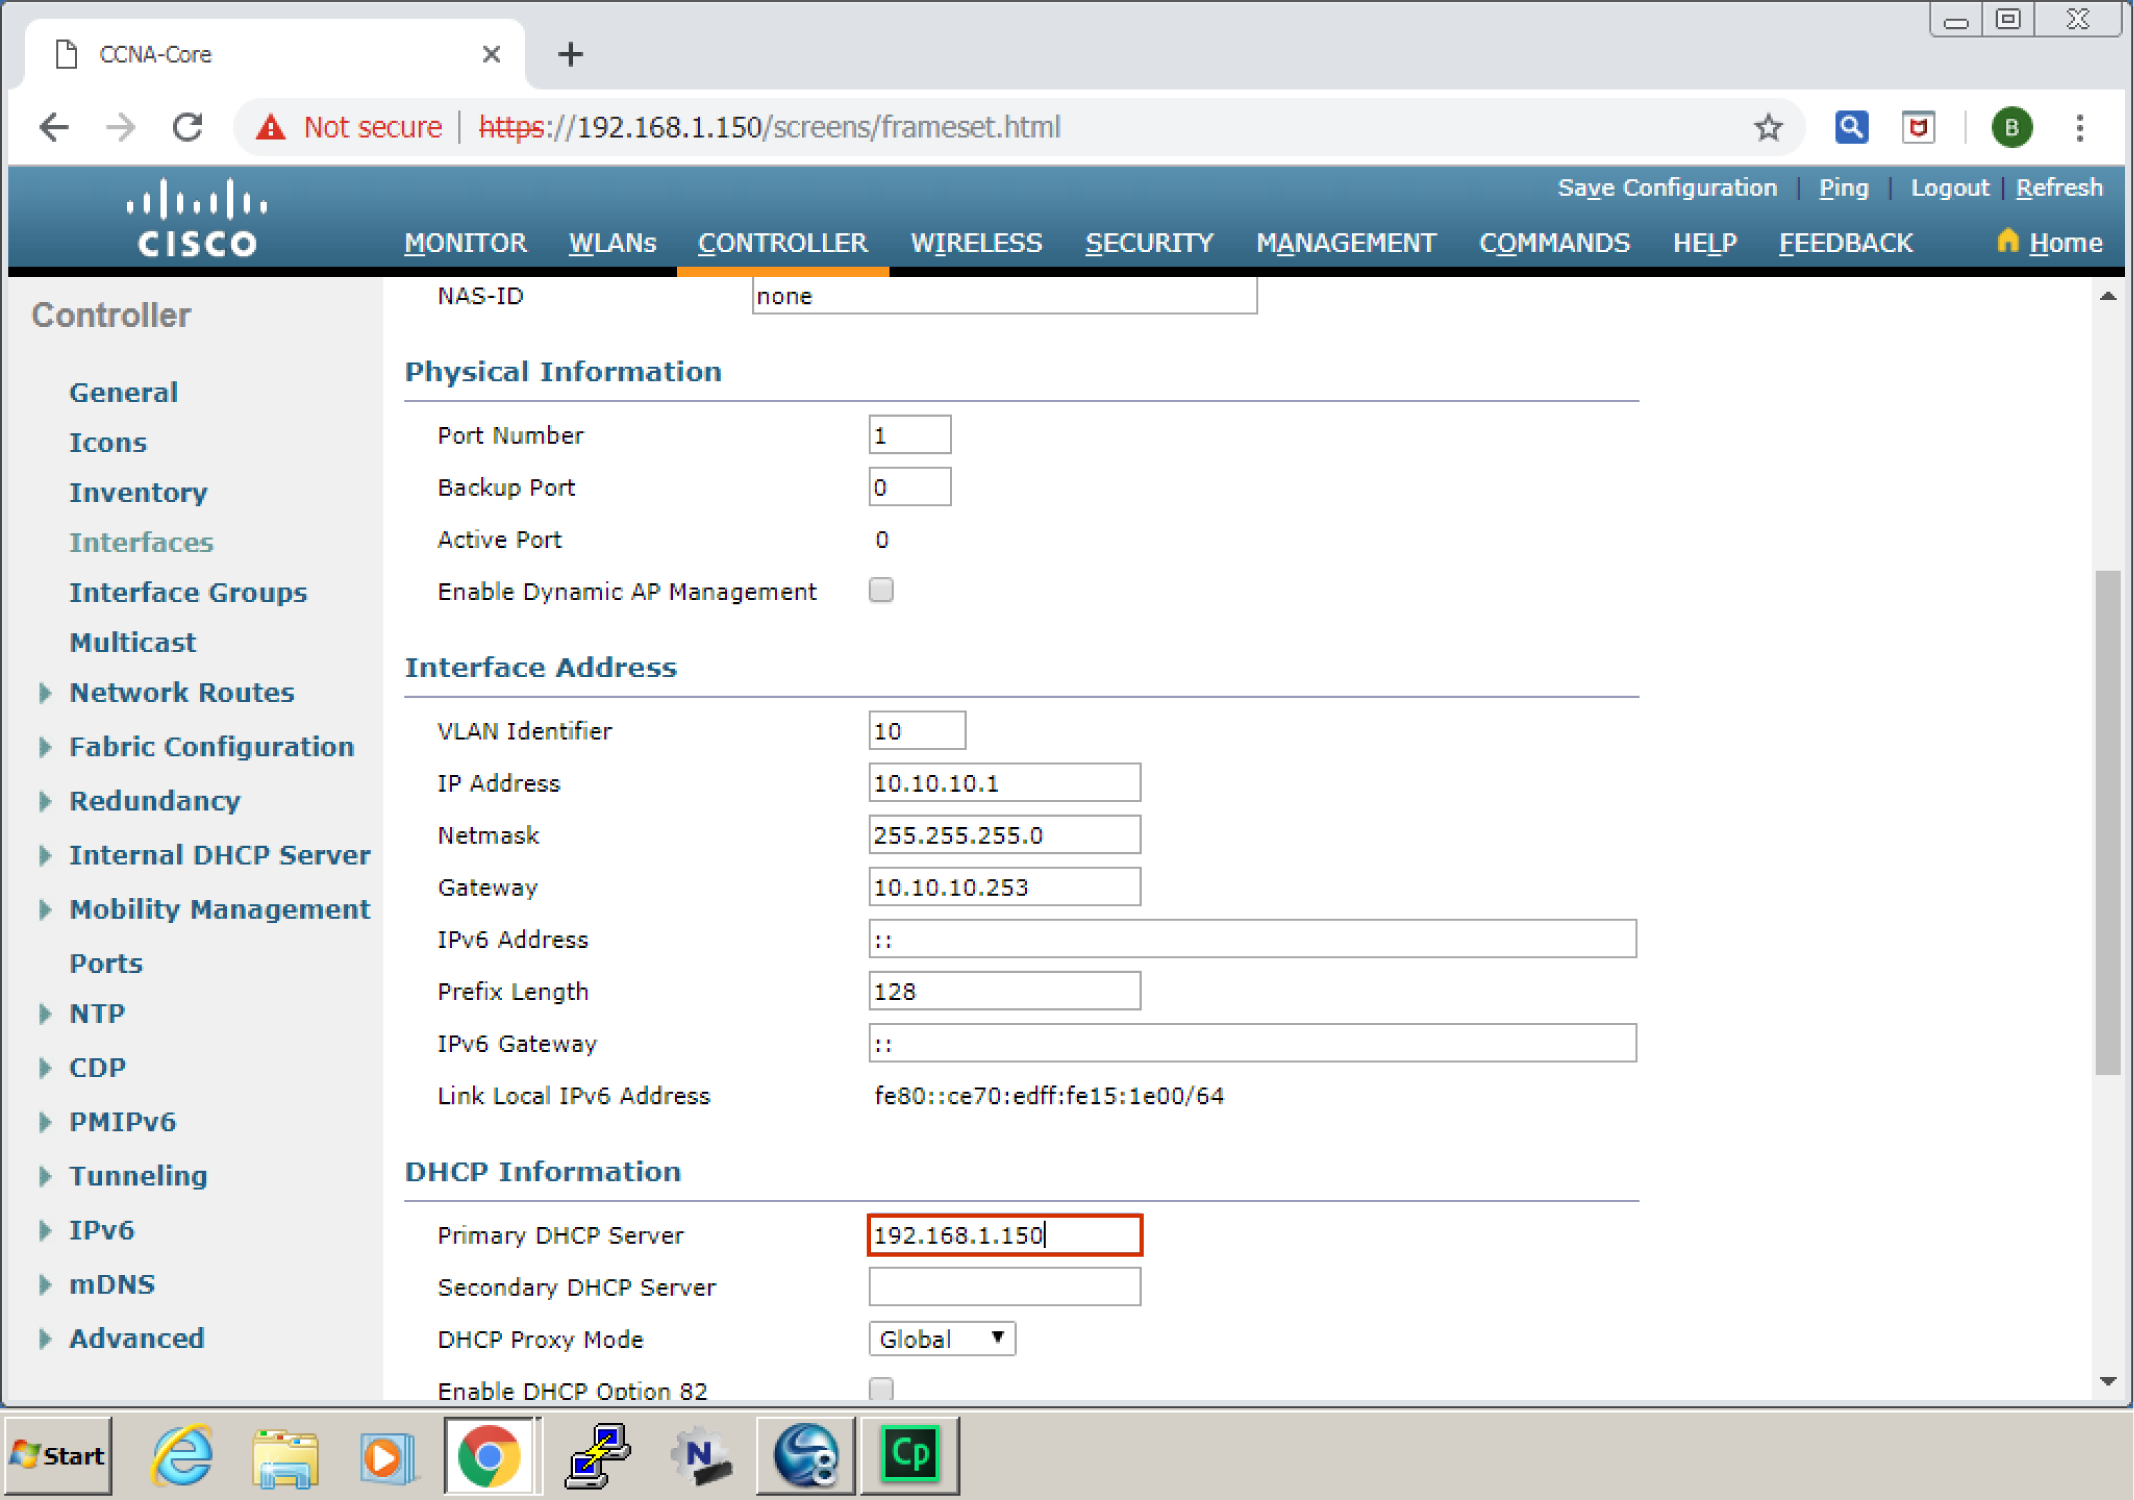 CCNA-Core
Not secure | https://192.168.1.150/screens/frameset.html
B
Save Configuration | Ping | Logout | Refresh
CISCO
MONITOR WLANs CONTROLLER WIRELESS SECURITY MANAGEMENT COMMANDS HELP FEEDBACK Home
Controller
General
Icons
Inventory
Interfaces
Interface Groups
Multicast
Network Routes
Fabric Configuration
Redundancy
Internal DHCP Server
Mobility Management
Ports
NTP
CDP
PMIPv6
Tunneling
IPv6
mDNS
Advanced
NAS-ID none
Physical Information
Port Number 1
Backup Port 0
Active Port 0
Enable Dynamic AP Management
Interface Address
VLAN Identifier 10
IP Address 10.10.10.1
Netmask 255.255.255.0
Gateway 10.10.10.253
IPv6 Address ::
Prefix Length 128
IPv6 Gateway ::
Link Local IPv6 Address fe80::ce70:edff:fe15:1e00/64
DHCP Information
Primary DHCP Server 192.168.1.150
Secondary DHCP Server
DHCP Proxy Mode Global
Enable DHCP Option 82
Start
N
8
Cp